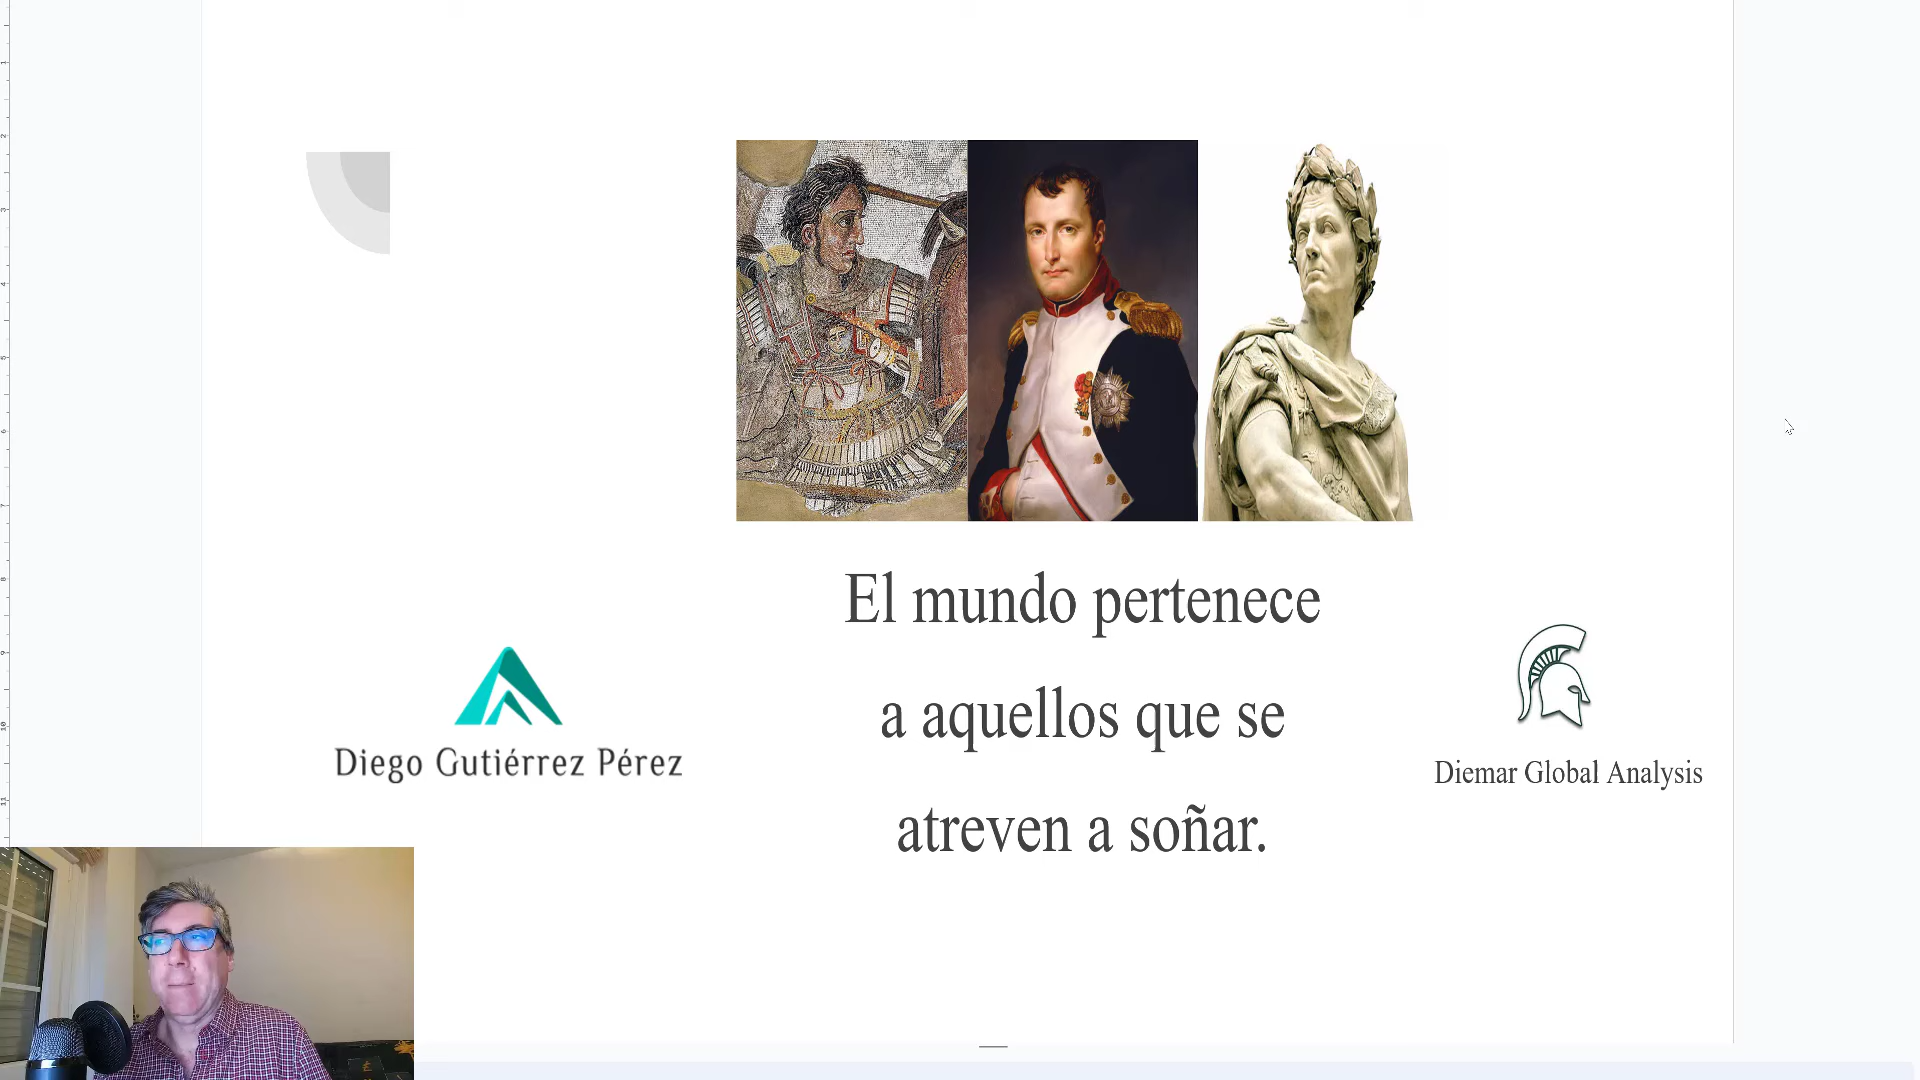 El mundo pertenece
a aquellos que se
atreven a soñar.
Diego Gutiérrez Pérez
Diemar Global Analysis